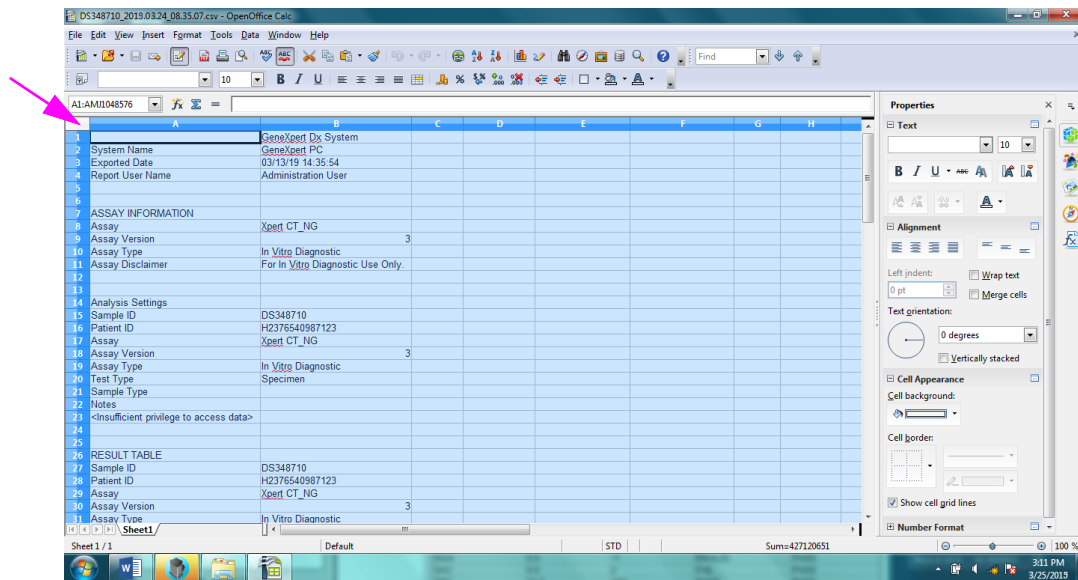 DS348710_2019.03.24_08.35.07.csv - OpenOffice Calc
File Edit View Insert Format Tools Data Window Help
Find
10 B I U
A1:AMJ1048576
A B C D E F G H
1 GeneXpert Dx System
2 System Name GeneXpert PC
3 Exported Date 03/13/19 14:35:54
4 Report User Name Administration User
5
6
7 ASSAY INFORMATION
8 Assay Xpert CT_NG
9 Assay Version 3
10 Assay Type In Vitro Diagnostic
11 Assay Disclaimer For In Vitro Diagnostic Use Only.
12
13
14 Analysis Settings
15 Sample ID DS348710
16 Patient ID H2376540987123
17 Assay Xpert CT_NG
18 Assay Version 3
19 Assay Type In Vitro Diagnostic
20 Test Type Specimen
21 Sample Type
22 Notes
23 <Insufficient privilege to access data>
24
25
26 RESULT TABLE
27 Sample ID DS348710
28 Patient ID H2376540987123
29 Assay Xpert CT_NG
30 Assay Version 3
31 Assay Type In Vitro Diagnostic
Sheet1
Sheet 1 / 1 Default STD Sum=427120651 100 %
Properties
Text
10
B I U ABC
Alignment
Left indent:
Wrap text
0 pt
Merge cells
Text orientation:
0 degrees
Vertically stacked
Cell Appearance
Cell background:
Cell border:
Show cell grid lines
Number Format
3:11 PM
3/25/2019